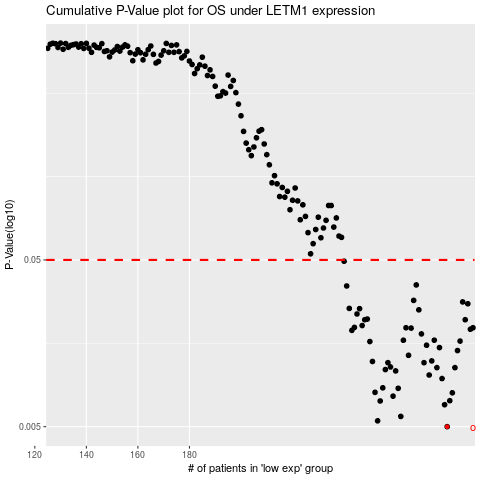 Cumulative P-Value plot for OS under LETM1 expression
P-Value(log10)
0.05
0.005
120 140 160 180
# of patients in 'low exp' group